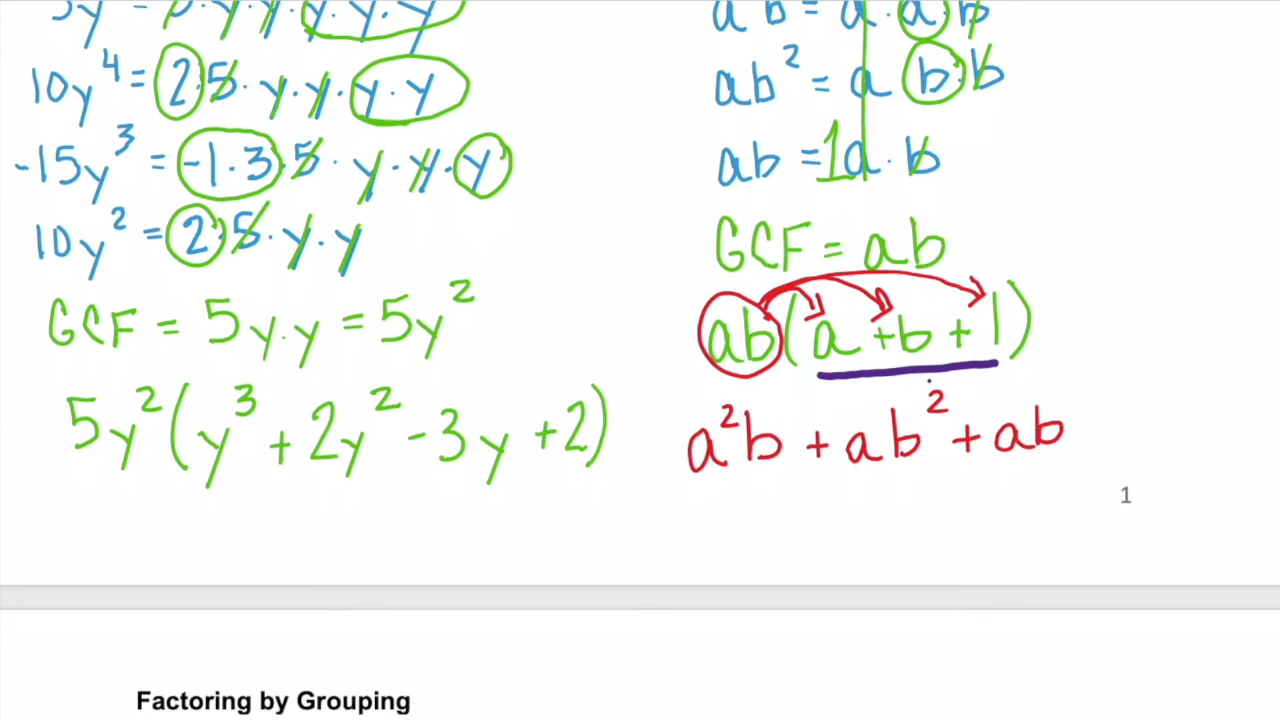 10y⁴ = 2·5·y·y·y·y
-15y³ = -1·3·5·y·y·y
10y² = 2·5·y·y
GCF = 5y·y = 5y²
5y²(y³ + 2y² - 3y + 2)
ab² = a b·b
ab = 1a·b
GCF = ab
ab(a + b + 1)
a²b + ab² + ab
1
Factoring by Grouping